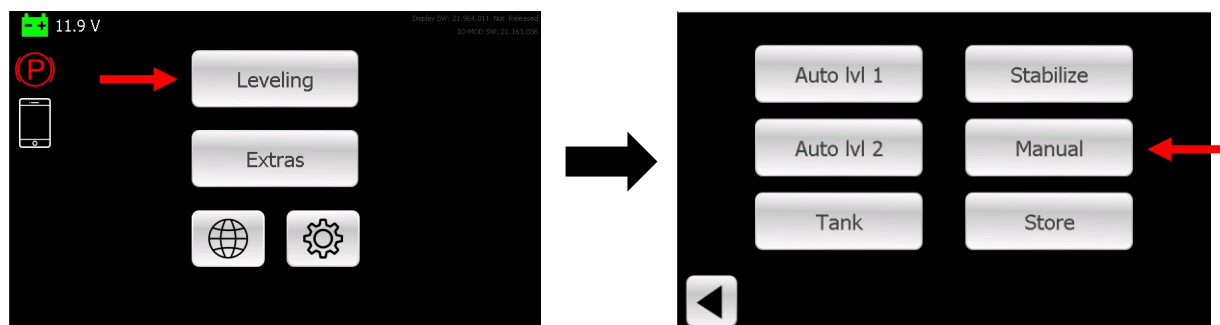 11.9 V
Display SW: 21.964.011 Not Released
IO-MOD SW: 21.163.036
P
Leveling
Extras
Auto lvl 1
Stabilize
Auto lvl 2
Manual
Tank
Store